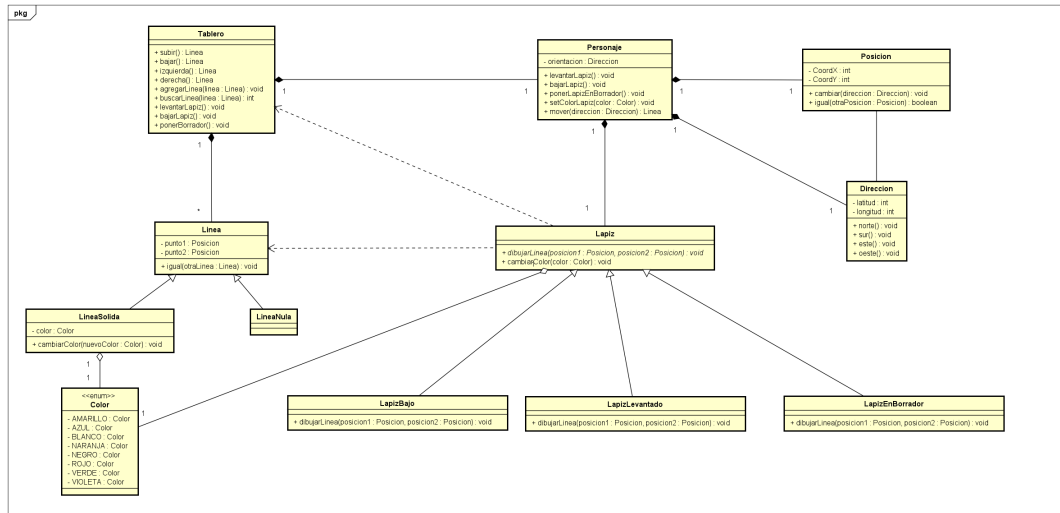 pkg
Tablero
+ subir() : Linea
+ bajar() : Linea
+ izquierda() : Linea
+ derecha() : Linea
+ agregarLinea(linea : Linea) : void
+ buscarLinea(linea : Linea) : int
+ levantarLapiz() : void
+ bajarLapiz() : void
+ ponerBorrador() : void
1
1
Personaje
- orientacion : Direccion
+ levantarLapiz() : void
+ bajarLapiz() : void
+ ponerLapizEnBorrador() : void
+ setColorLapiz(color : Color) : void
+ mover(direccion : Direccion) : Linea
1
1
1
1
Posicion
- CoordX : int
- CoordY : int
+ cambiar(direccion : Direccion) : void
+ igual(otraPosicion : Posicion) : boolean
1
*
1
1
Direccion
- latitud : int
- longitud : int
+ norte() : void
+ sur() : void
+ este() : void
+ oeste() : void
Linea
- punto1 : Posicion
- punto2 : Posicion
+ igual(otraLinea : Linea) : void
Lapiz
+ dibujarLinea(posicion1 : Posicion, posicion2 : Posicion) : void
+ cambiarColor(color : Color) : void
LineaSolida
- color : Color
+ cambiarColor(nuevoColor : Color) : void
LineaNula
1
1
<<enum>>
Color
- AMARILLO : Color
- AZUL : Color
- BLANCO : Color
- NARANJA : Color
- NEGRO : Color
- ROJO : Color
- VERDE : Color
- VIOLETA : Color
1
LapizBajo
+ dibujarLinea(posicion1 : Posicion, posicion2 : Posicion) : void
LapizLevantado
+ dibujarLinea(posicion1 : Posicion, posicion2 : Posicion) : void
LapizEnBorrador
+ dibujarLinea(posicion1 : Posicion, posicion2 : Posicion) : void